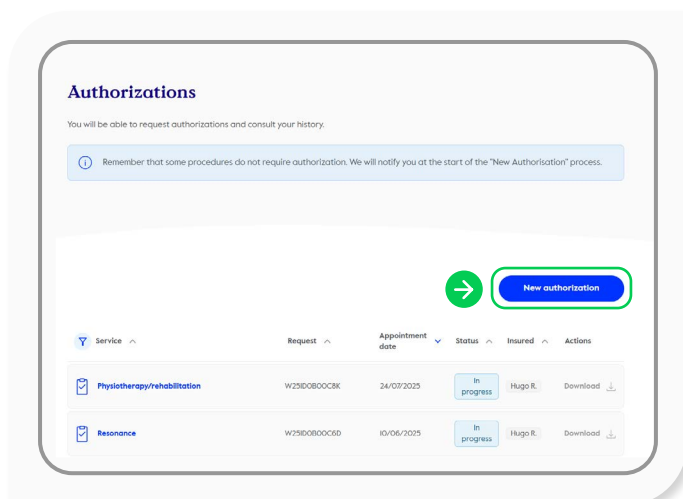 Authorizations
You will be able to request authorizations and consult your history.
Remember that some procedures do not require authorization. We will notify you at the start of the "New Authorisation" process.
New authorization
Service Request Appointment date Status Insured Actions
Physiotherapy/rehabilitation W25ID0B00C8K 24/07/2025 In progress Hugo R. Download
Resonance W25ID0B00C6D 10/06/2025 In progress Hugo R. Download